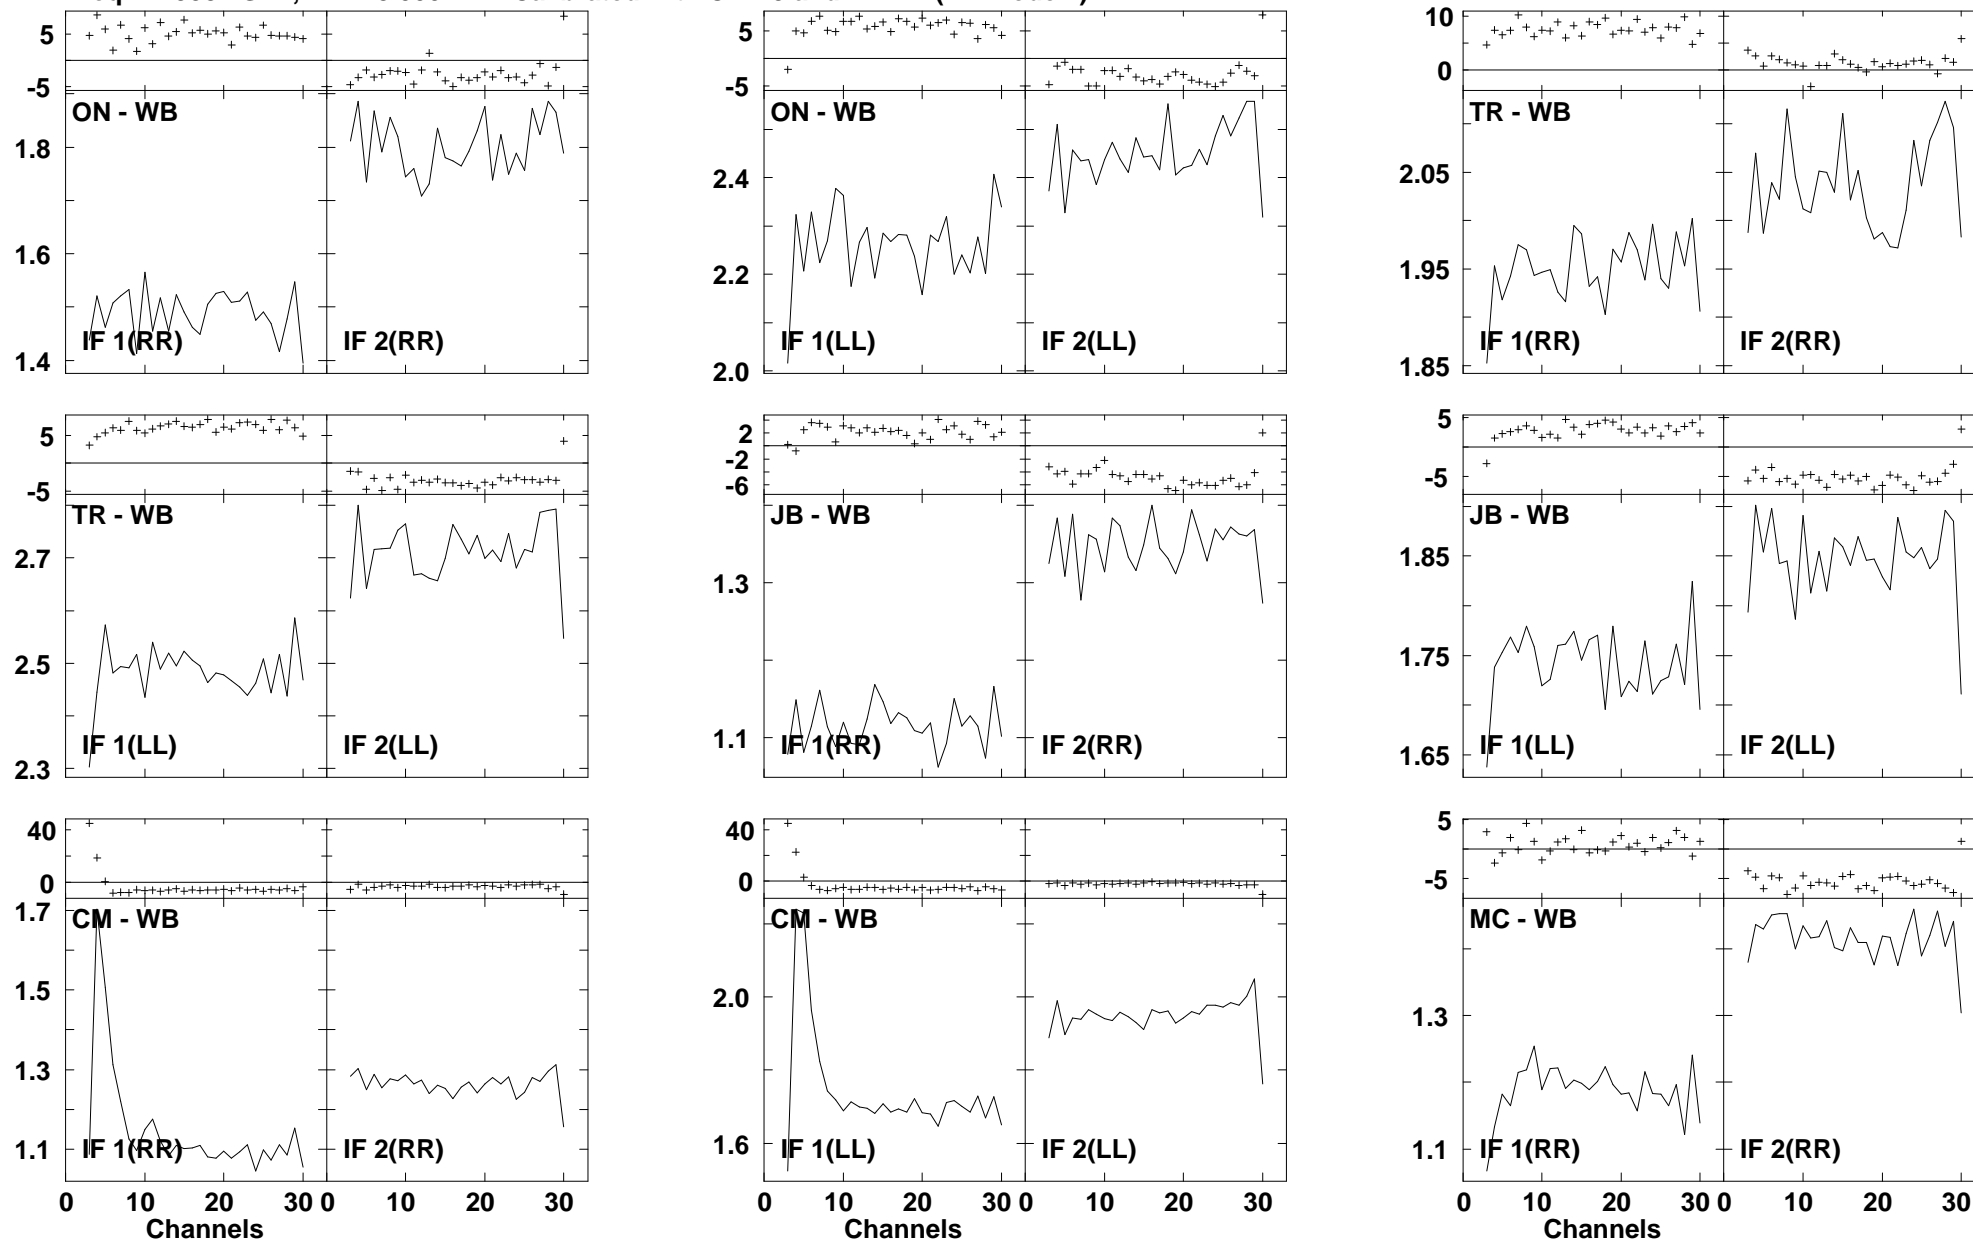 5 5 10
-5 -5 0
ON - WB ON - WB TR - WB
1.8 2.4 2.05
1.6 2.2 1.95
IF 1(RR) IF 2(RR) IF 1(LL) IF 2(LL) IF 1(RR) IF 2(RR)
1.4 2.0 1.85
5 2 5
-5 -2 -5
-6
TR - WB JB - WB JB - WB
2.7 1.3 1.85
2.5 1.75
IF 1(LL) IF 2(LL) 1.1 IF 1(RR) IF 2(RR) IF 1(LL) IF 2(LL)
2.3 1.65
40 40 5
0 0 -5
CM - WB CM - WB MC - WB
1.7 2.0 1.3
1.5
1.3
IF 1(RR) IF 2(RR) IF 1(LL) IF 2(LL) IF 1(RR) IF 2(RR)
1.1 1.6 1.1
0 10 20 30 0 10 20 30 0 10 20 30 0 10 20 30 0 10 20 30 0 10 20 30
Channels Channels Channels